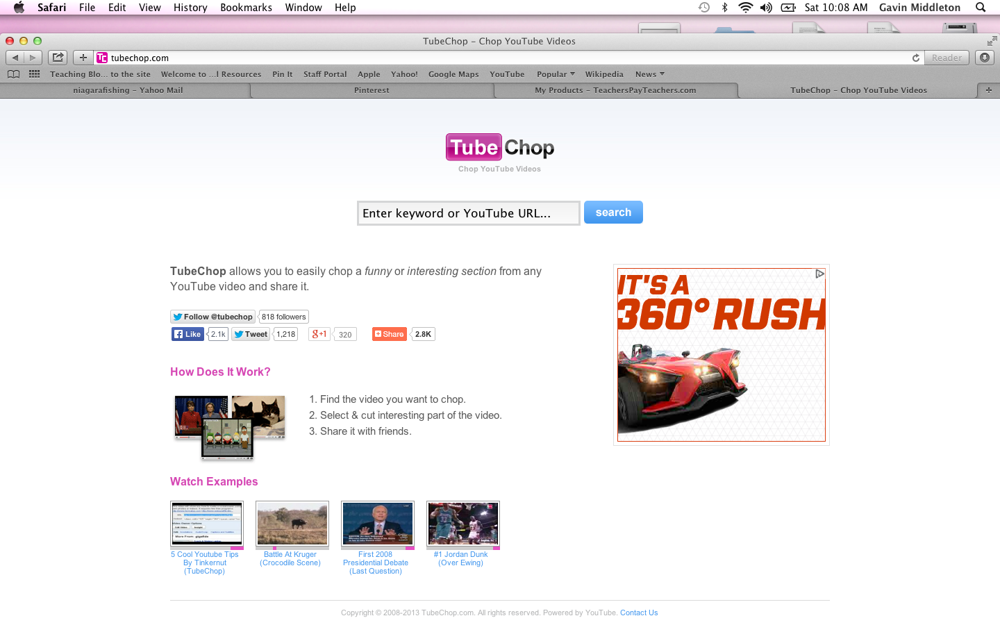 Safari File Edit View History Bookmarks Window Help
Sat 10:08 AM Gavin Middleton
TubeChop – Chop YouTube Videos
tubechop.com
Reader
Teaching Blo... to the site Welcome to ...l Resources Pin It Staff Portal Apple Yahoo! Google Maps YouTube Popular Wikipedia News
niagarafishing – Yahoo Mail Pinterest My Products – TeachersPayTeachers.com TubeChop – Chop YouTube Videos
Tube Chop
Chop YouTube Videos
Enter keyword or YouTube URL...
search
TubeChop allows you to easily chop a funny or interesting section from any
YouTube video and share it.
Follow @tubechop 818 followers
Like 2.1k Tweet 1,218 g+1 320 Share 2.8K
IT'S A
360° RUSH
How Does It Work?
1. Find the video you want to chop.
2. Select & cut interesting part of the video.
3. Share it with friends.
Watch Examples
5 Cool Youtube Tips
By Tinkernut
(TubeChop)
Battle At Kruger
(Crocodile Scene)
First 2008
Presidential Debate
(Last Question)
#1 Jordan Dunk
(Over Ewing)
Copyright © 2008-2013 TubeChop.com. All rights reserved. Powered by YouTube. Contact Us